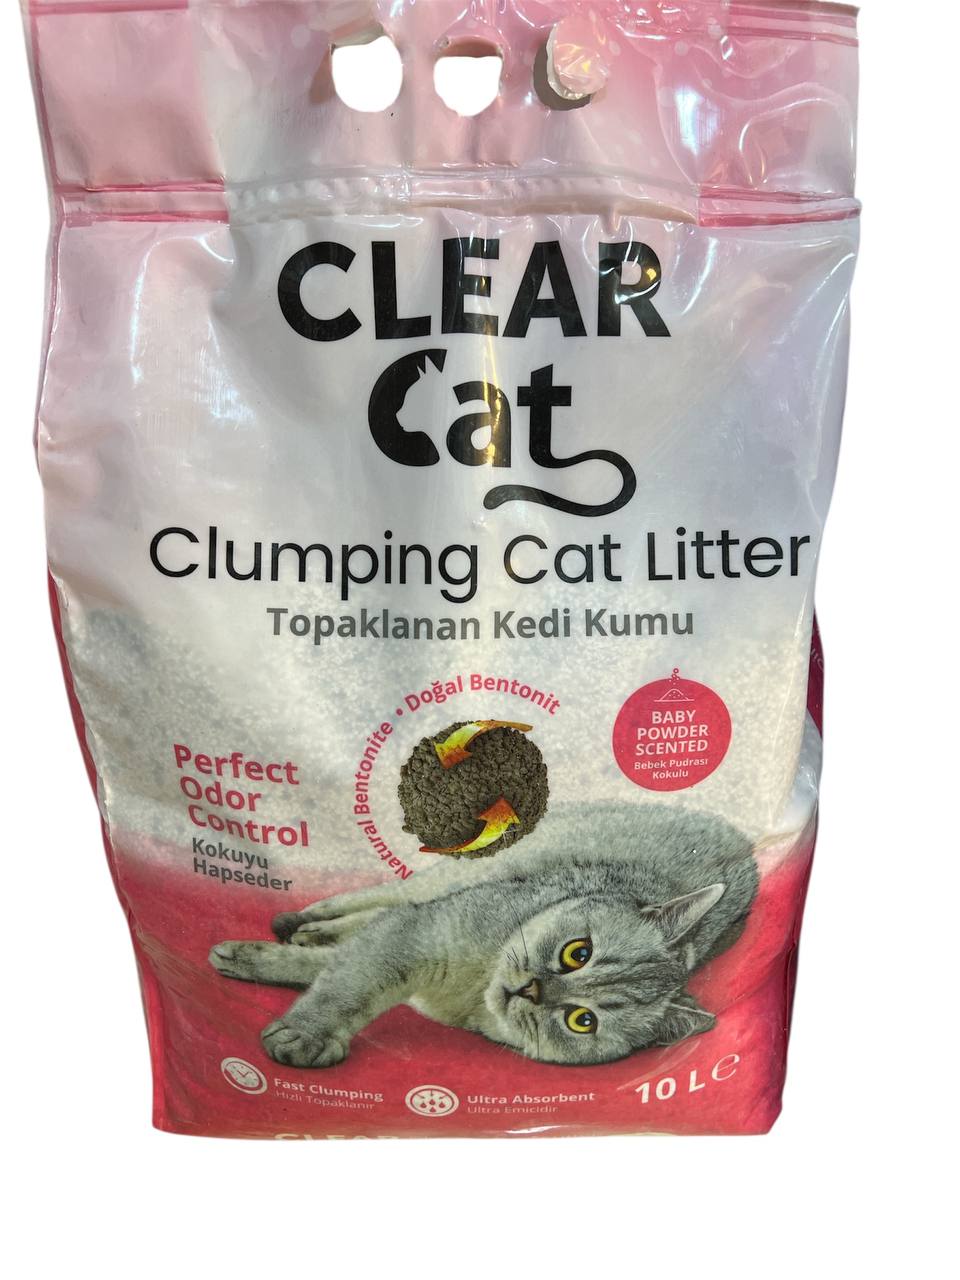 CLEAR
Cat
Clumping Cat Litter
Topaklanan Kedi Kumu
Natural Bentonite • Doğal Bentonit
BABY
POWDER
SCENTED
Bebek Pudrası
Kokulu
Perfect
Odor
Control
Kokuyu
Hapseder
Fast Clumping
Hızlı Topaklanır
Ultra Absorbent
Ultra Emicidir
10 L ℮
CLEAR